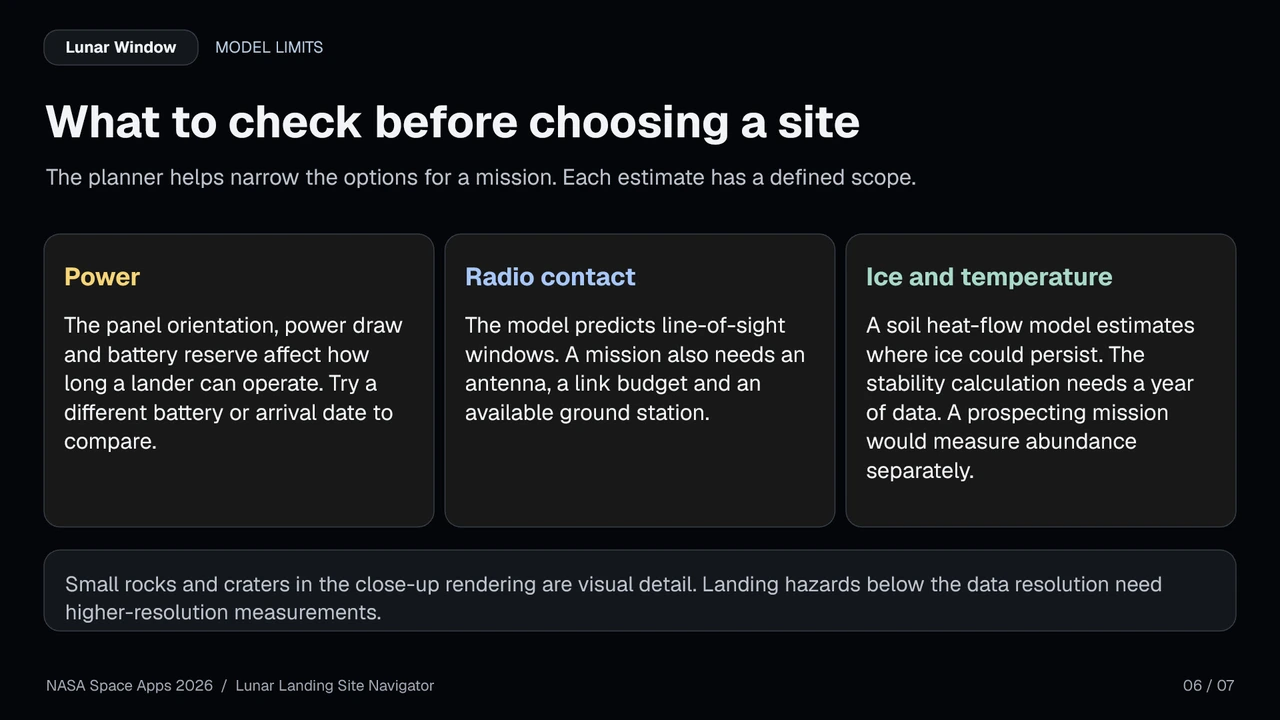 Lunar Window
MODEL LIMITS
What to check before choosing a site
The planner helps narrow the options for a mission. Each estimate has a defined scope.
Power
The panel orientation, power draw
and battery reserve affect how
long a lander can operate. Try a
different battery or arrival date to
compare.
Radio contact
The model predicts line-of-sight
windows. A mission also needs an
antenna, a link budget and an
available ground station.
Ice and temperature
A soil heat-flow model estimates
where ice could persist. The
stability calculation needs a year
of data. A prospecting mission
would measure abundance
separately.
Small rocks and craters in the close-up rendering are visual detail. Landing hazards below the data resolution need
higher-resolution measurements.
NASA Space Apps 2026 / Lunar Landing Site Navigator
06 / 07